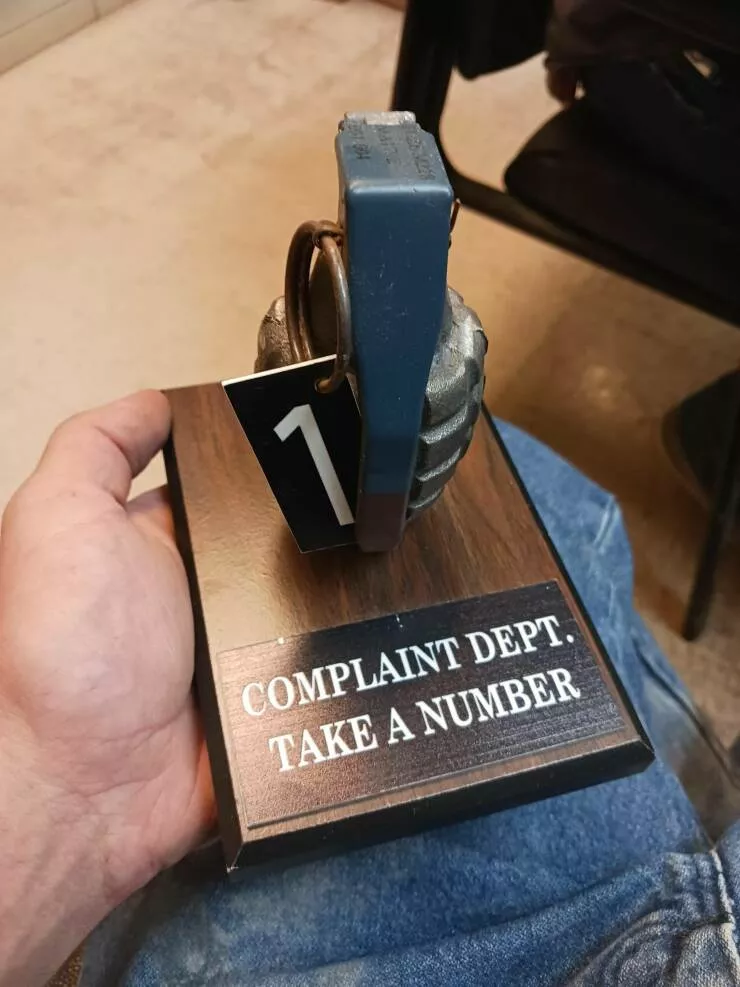 1
COMPLAINT DEPT.
TAKE A NUMBER